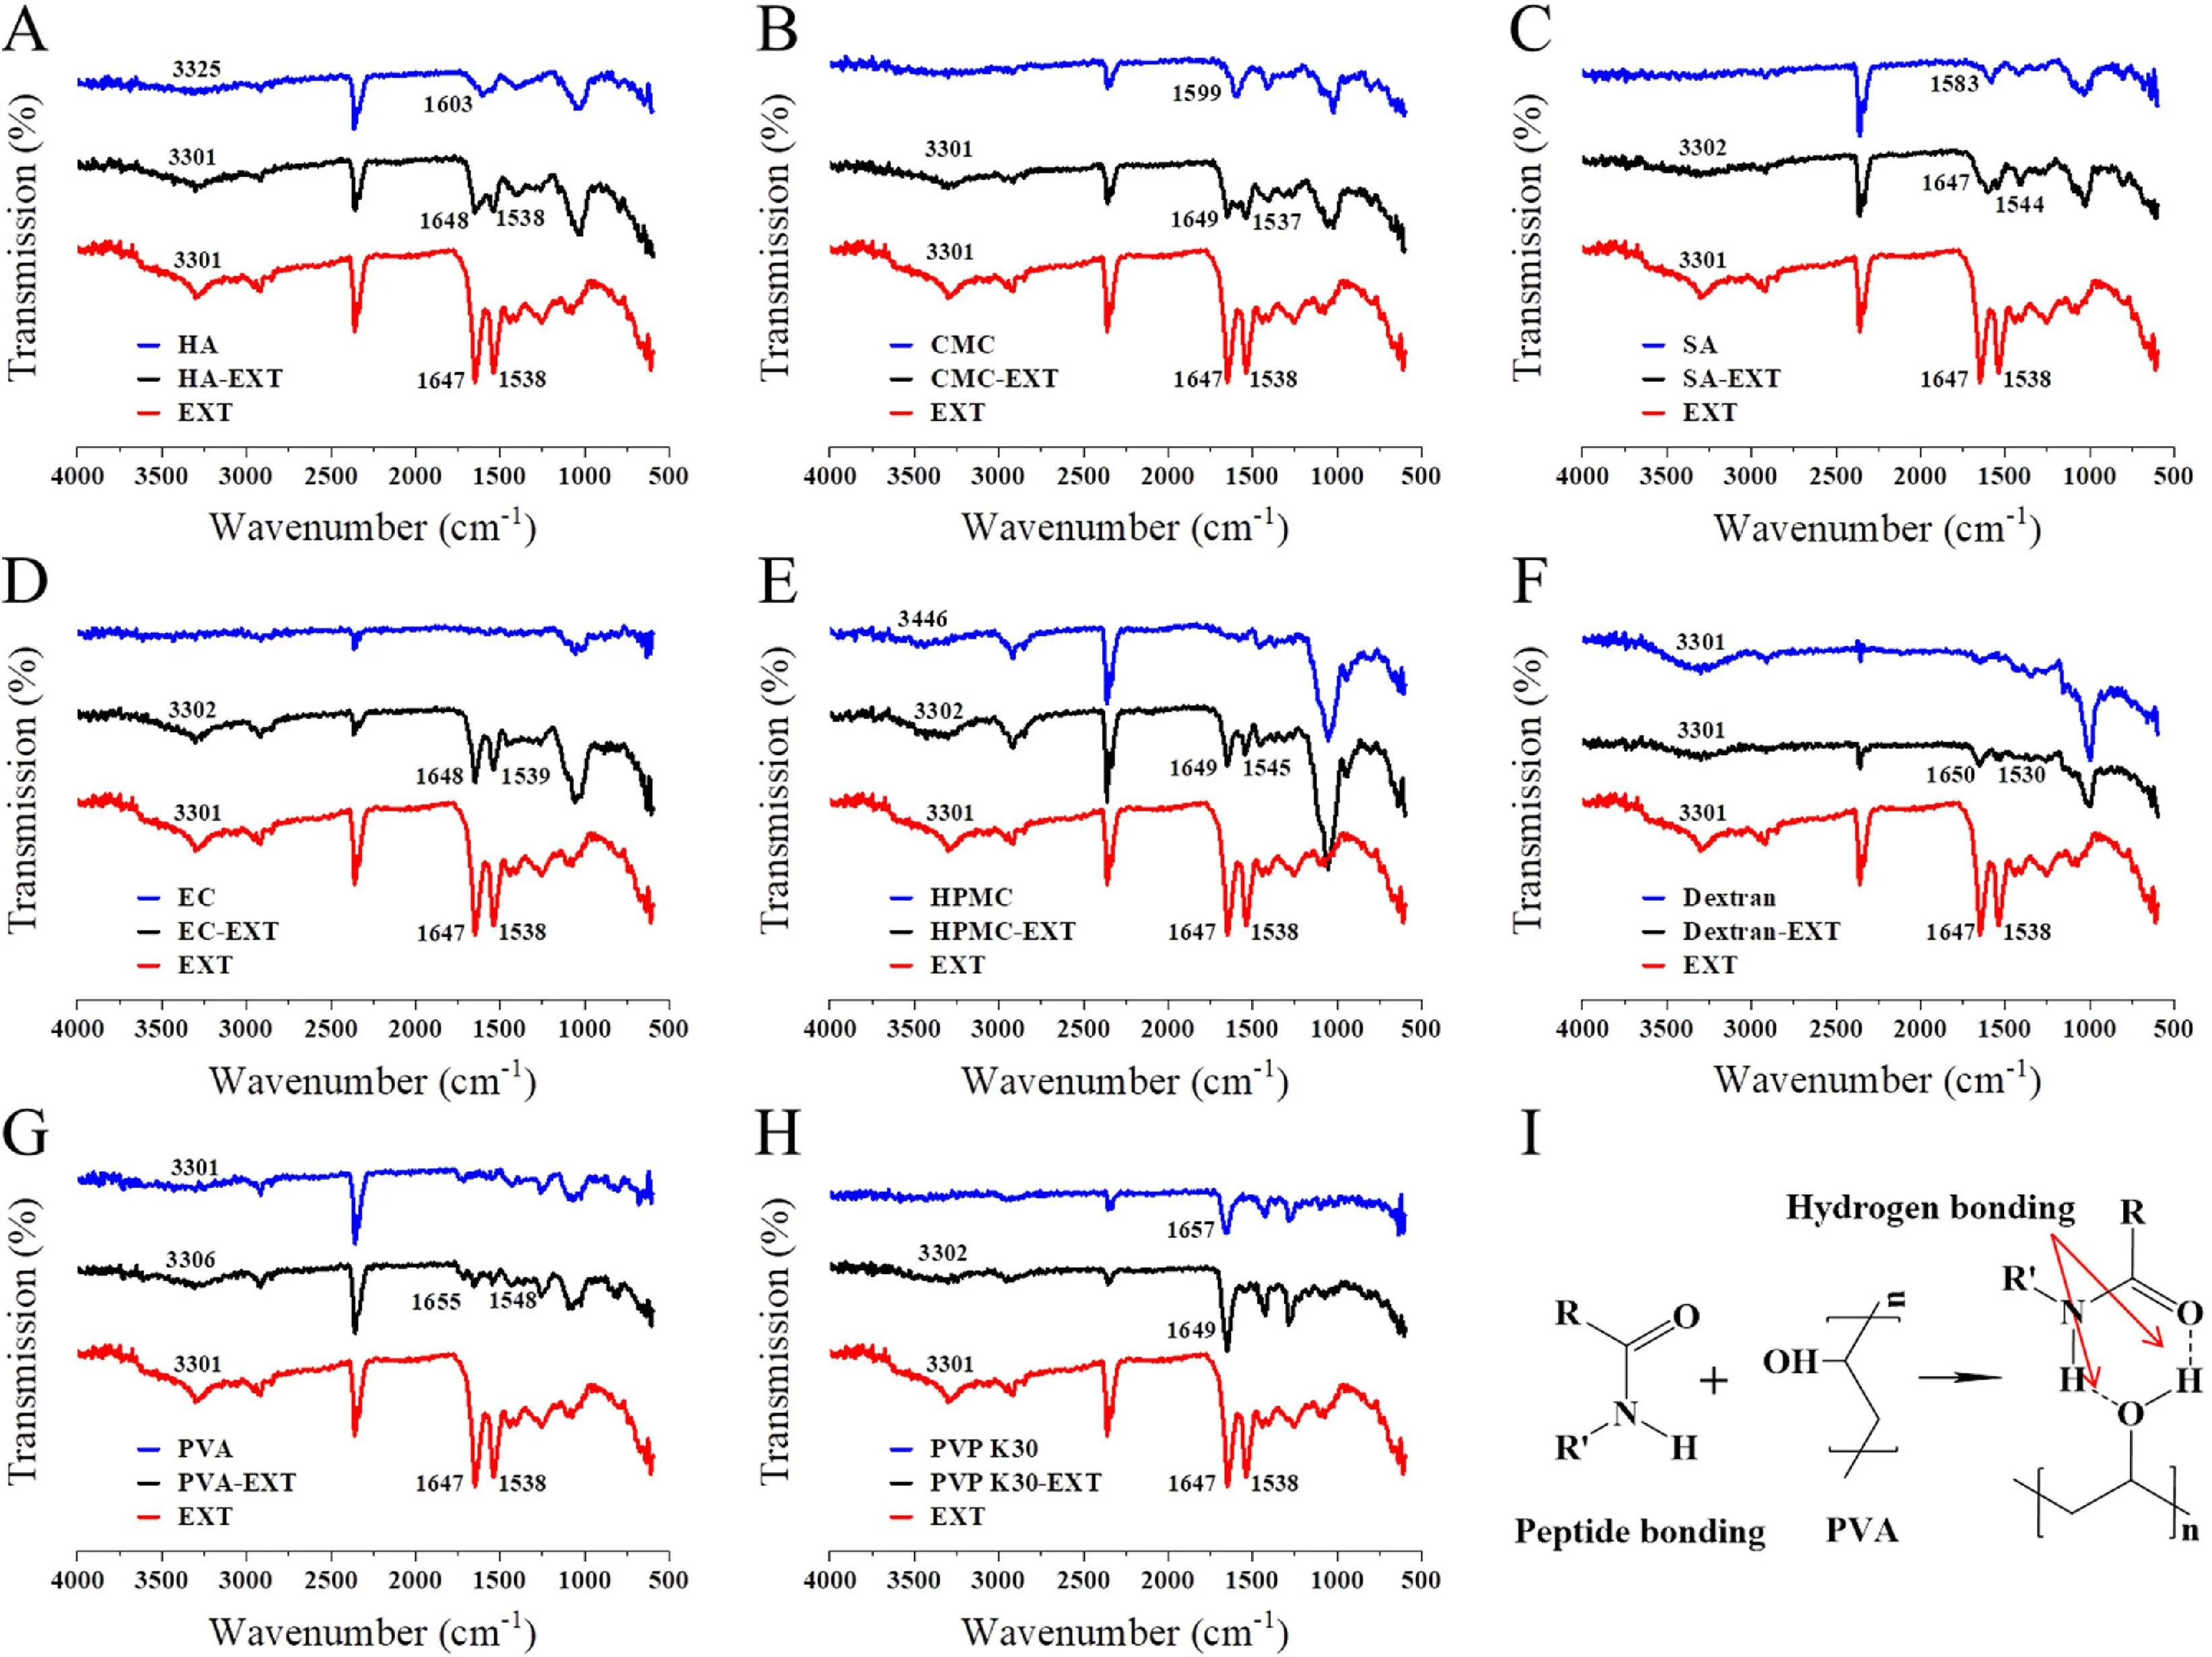 A
3325
1603
3301
1648 1538
3301
HA
HA-EXT
EXT
1647 1538
4000 3500 3000 2500 2000 1500 1000 500
Wavenumber (cm-1)
Transmission (%)
B
1599
3301
1649 1537
3301
CMC
CMC-EXT
EXT
1647 1538
4000 3500 3000 2500 2000 1500 1000 500
Wavenumber (cm-1)
Transmission (%)
C
1583
3302
1647 1544
3301
SA
SA-EXT
EXT
1647 1538
4000 3500 3000 2500 2000 1500 1000 500
Wavenumber (cm-1)
Transmission (%)
D
3302
1648 1539
3301
EC
EC-EXT
EXT
1647 1538
4000 3500 3000 2500 2000 1500 1000 500
Wavenumber (cm-1)
Transmission (%)
E
3446
3302
1649 1545
3301
HPMC
HPMC-EXT
EXT
1647 1538
4000 3500 3000 2500 2000 1500 1000 500
Wavenumber (cm-1)
Transmission (%)
F
3301
3301
1650 1530
3301
Dextran
Dextran-EXT
EXT
1647 1538
4000 3500 3000 2500 2000 1500 1000 500
Wavenumber (cm-1)
Transmission (%)
G
3301
3306
1655 1548
3301
PVA
PVA-EXT
EXT
1647 1538
4000 3500 3000 2500 2000 1500 1000 500
Wavenumber (cm-1)
Transmission (%)
H
1657
3302
1649
3301
PVP K30
PVP K30-EXT
EXT
1647 1538
4000 3500 3000 2500 2000 1500 1000 500
Wavenumber (cm-1)
Transmission (%)
I
Hydrogen bonding
R
R'
N
O
H
H
O
n
R
O
N
R'
H
+
n
OH
Peptide bonding
PVA